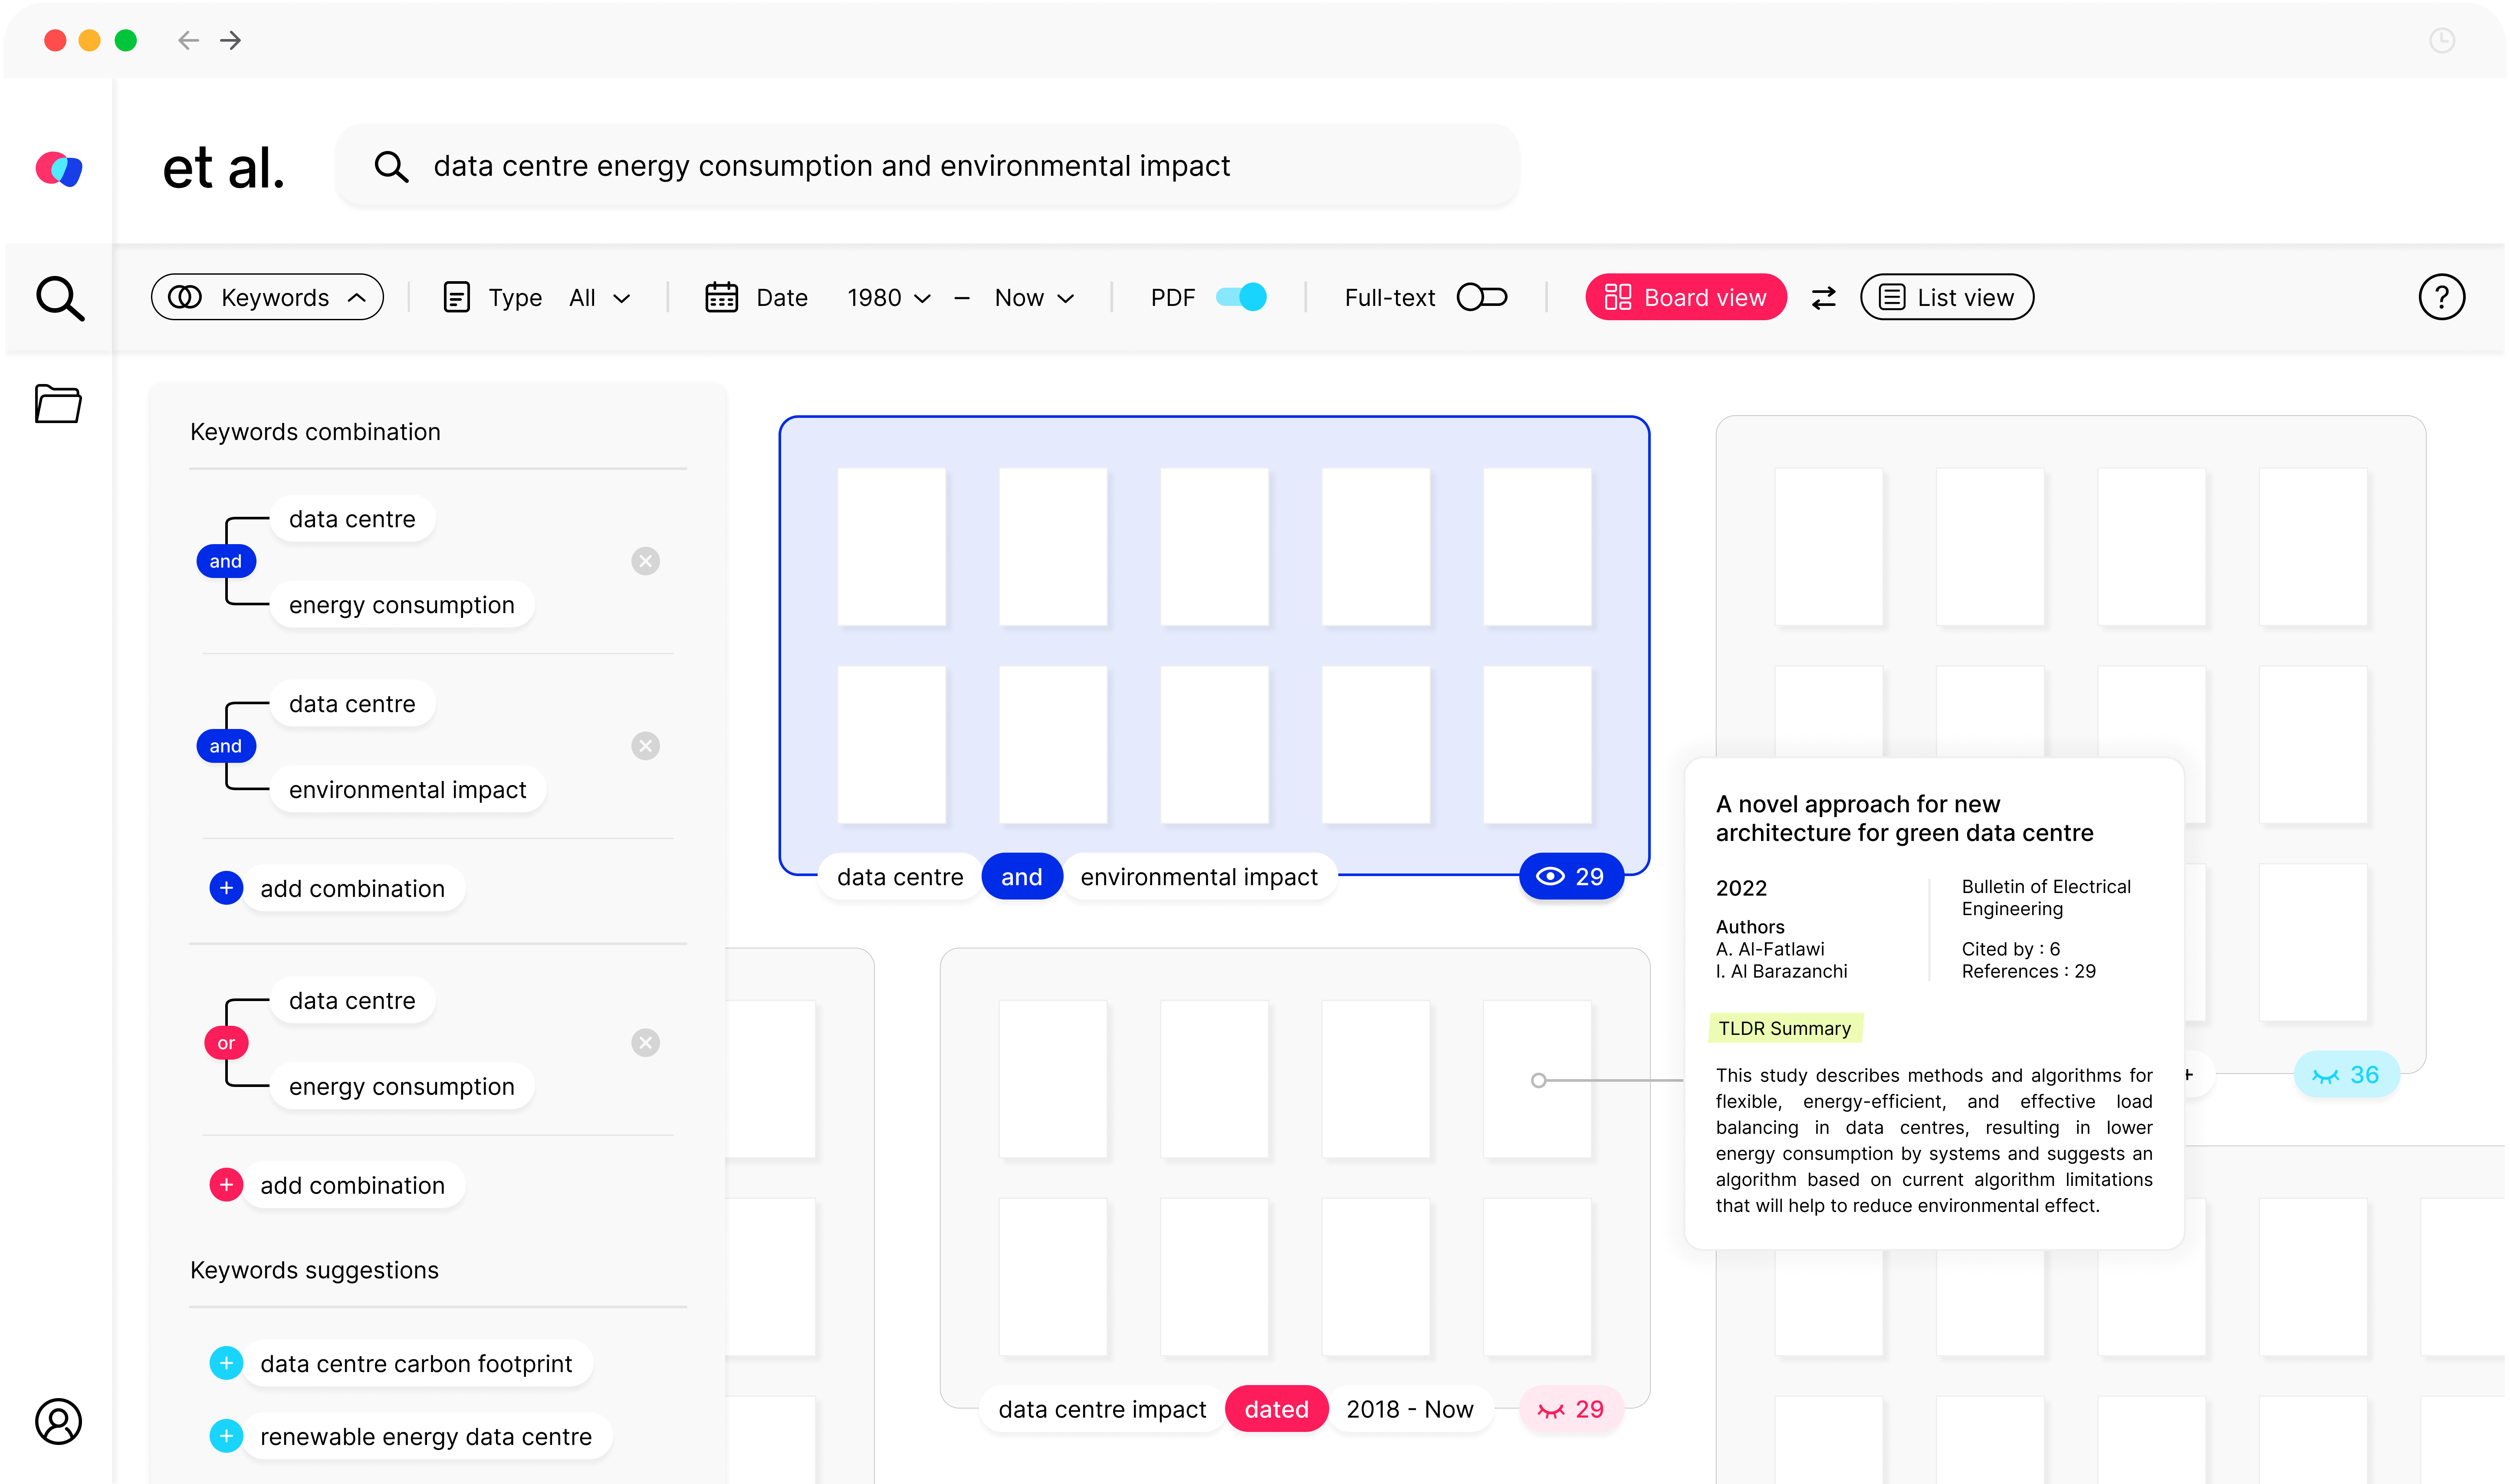 et al.
data centre energy consumption and environmental impact
Keywords
Type
All
Date
1980
–
Now
PDF
Full-text
Board view
List view
?
Keywords combination
data centre
and
energy consumption
data centre
and
environmental impact
+ add combination
data centre
or
energy consumption
+ add combination
Keywords suggestions
+ data centre carbon footprint
+ renewable energy data centre
data centre and environmental impact
29
A novel approach for new
architecture for green data centre
2022
Authors
A. Al-Fatlawi
I. Al Barazanchi
Bulletin of Electrical
Engineering
Cited by : 6
References : 29
TLDR Summary
This study describes methods and algorithms for
flexible, energy-efficient, and effective load
balancing in data centres, resulting in lower
energy consumption by systems and suggests an
algorithm based on current algorithm limitations
that will help to reduce environmental effect.
+
36
data centre impact dated 2018 - Now
29